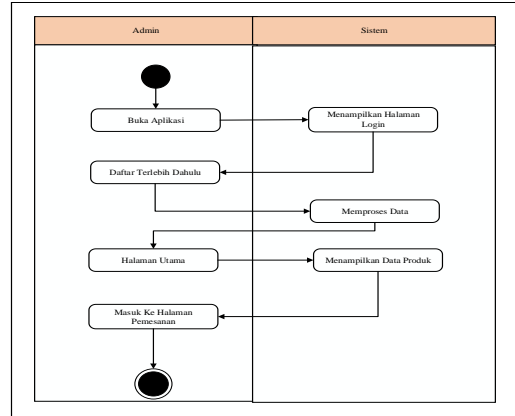 Admin
Sistem
Buka Aplikasi
Menampilkan Halaman
Login
Daftar Terlebih Dahulu
Memproses Data
Halaman Utama
Menampilkan Data Produk
Masuk Ke Halaman
Pemesanan